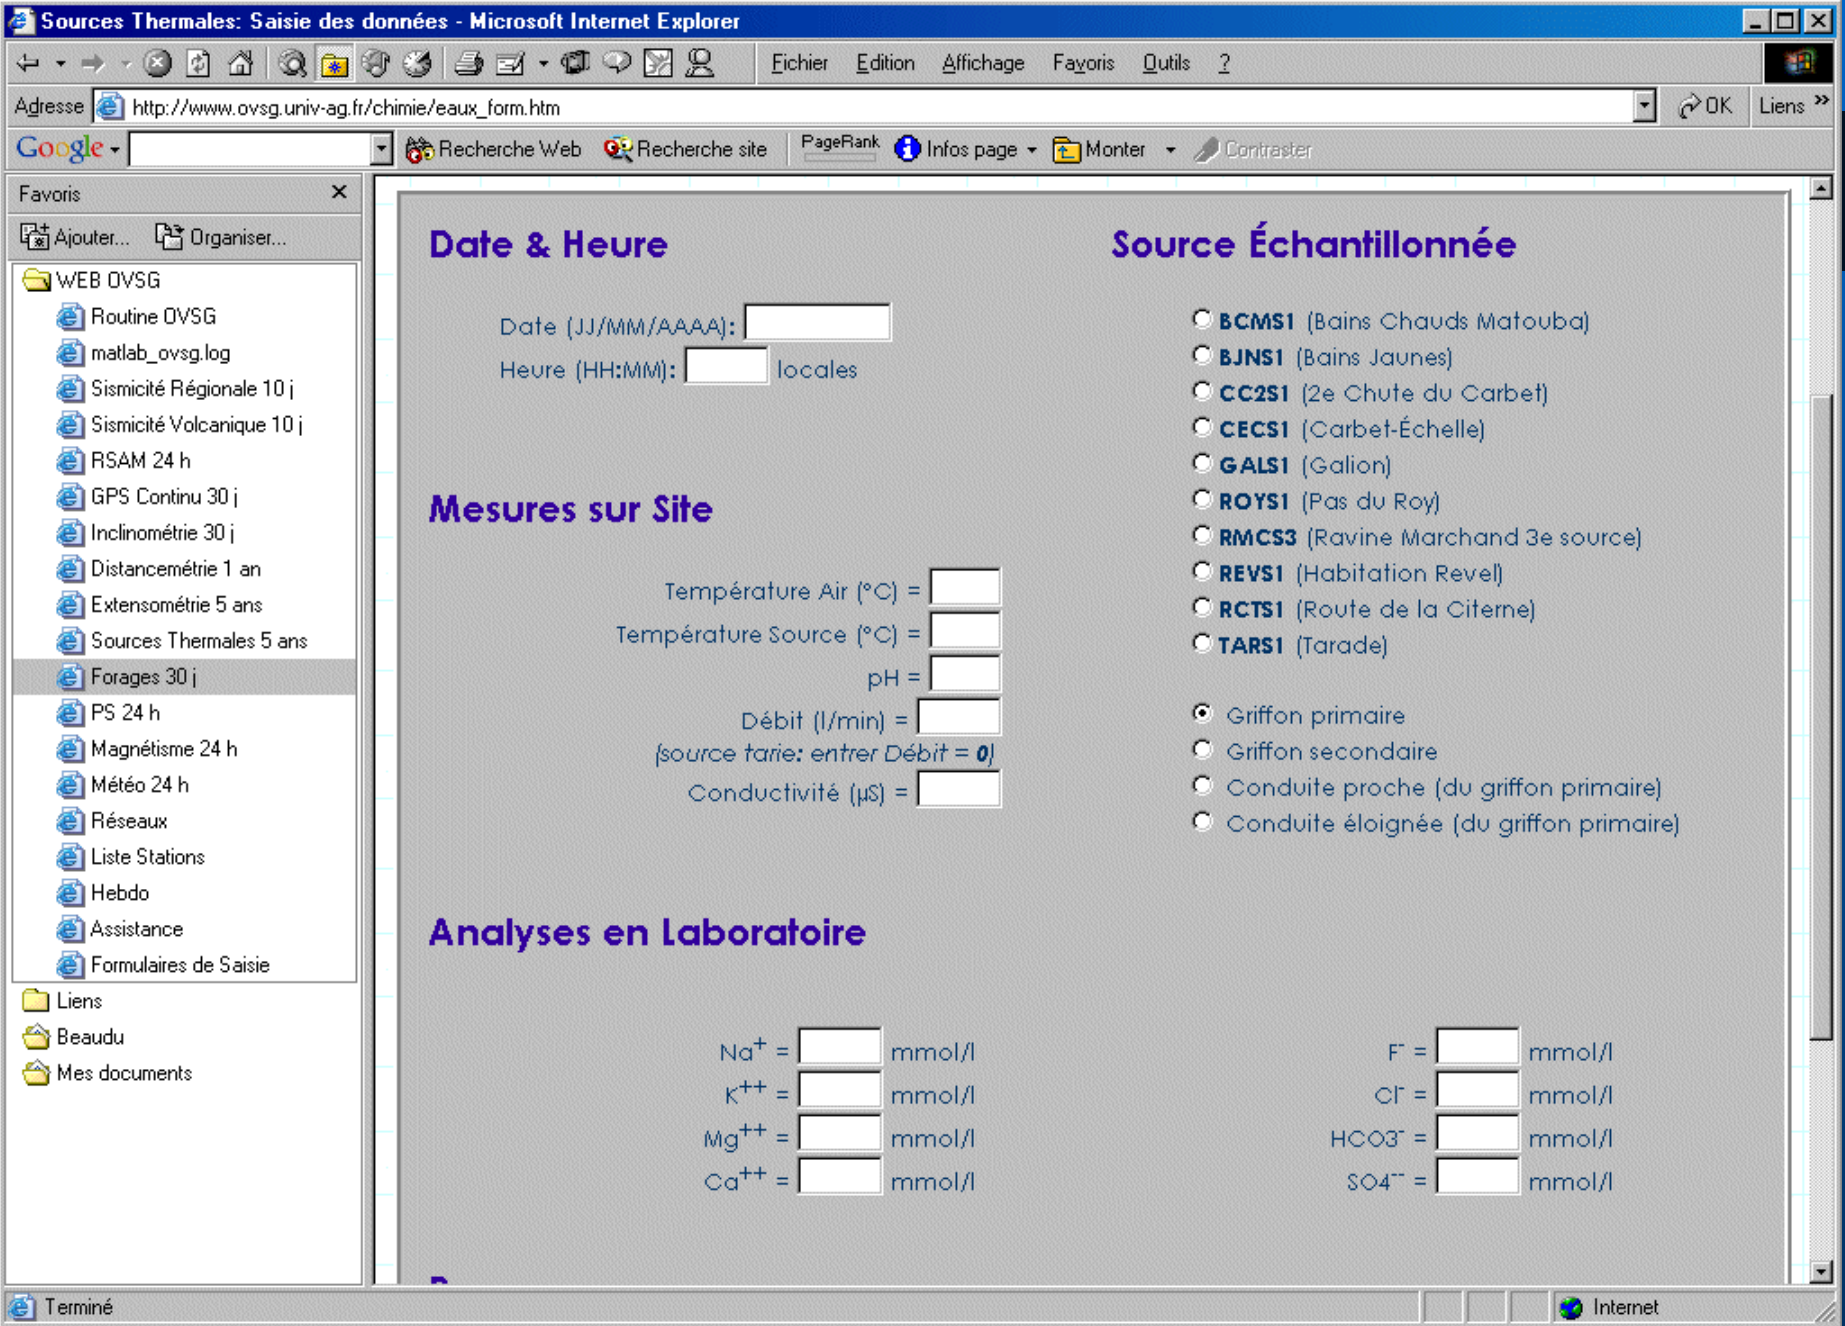 Sources Thermales: Saisie des données - Microsoft Internet Explorer
Fichier Edition Affichage Favoris Outils ?
Adresse http://www.ovsg.univ-ag.fr/chimie/eaux_form.htm OK Liens »
Google Recherche Web Recherche site PageRank Infos page Monter Contraster
Favoris
Ajouter... Organiser...
WEB OVSG
Routine OVSG
matlab_ovsg.log
Sismicité Régionale 10 j
Sismicité Volcanique 10 j
RSAM 24 h
GPS Continu 30 j
Inclinométrie 30 j
Distancemétrie 1 an
Extensométrie 5 ans
Sources Thermales 5 ans
Forages 30 j
PS 24 h
Magnétisme 24 h
Météo 24 h
Réseaux
Liste Stations
Hebdo
Assistance
Formulaires de Saisie
Liens
Beaudu
Mes documents
Date & Heure
Date (JJ/MM/AAAA):
Heure (HH:MM): locales
Mesures sur Site
Température Air (°C) =
Température Source (°C) =
pH =
Débit (l/min) =
(source tarie: entrer Débit = 0)
Conductivité (µS) =
Source Échantillonnée
BCMS1 (Bains Chauds Matouba)
BJNS1 (Bains Jaunes)
CC2S1 (2e Chute du Carbet)
CECS1 (Carbet-Échelle)
GALS1 (Galion)
ROYS1 (Pas du Roy)
RMCS3 (Ravine Marchand 3e source)
REVS1 (Habitation Revel)
RCTS1 (Route de la Citerne)
TARS1 (Tarade)
Griffon primaire
Griffon secondaire
Conduite proche (du griffon primaire)
Conduite éloignée (du griffon primaire)
Analyses en Laboratoire
Na+ = mmol/l
K++ = mmol/l
Mg++ = mmol/l
Ca++ = mmol/l
F- = mmol/l
Cl- = mmol/l
HCO3- = mmol/l
SO4-- = mmol/l
Terminé
Internet